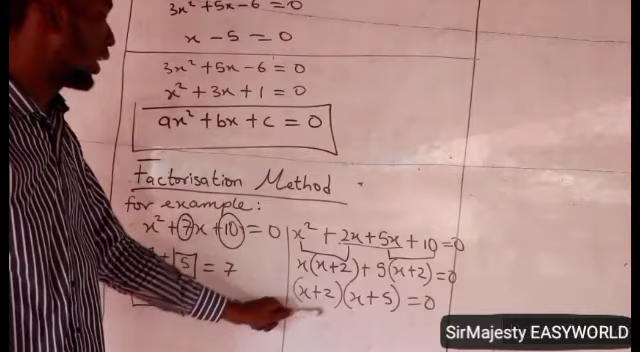 3x² + 5x - 6 = 0
x - 5 = 0
3x² + 5x - 6 = 0
x² + 3x + 1 = 0
ax² + bx + c = 0
Factorisation Method
for example:
x² + 7x + 10 = 0
+ 5 = 7
x² + 2x + 5x + 10 = 0
x(x+2) + 5(x+2) = 0
(x+2)(x+5) = 0
SirMajesty EASYWORLD